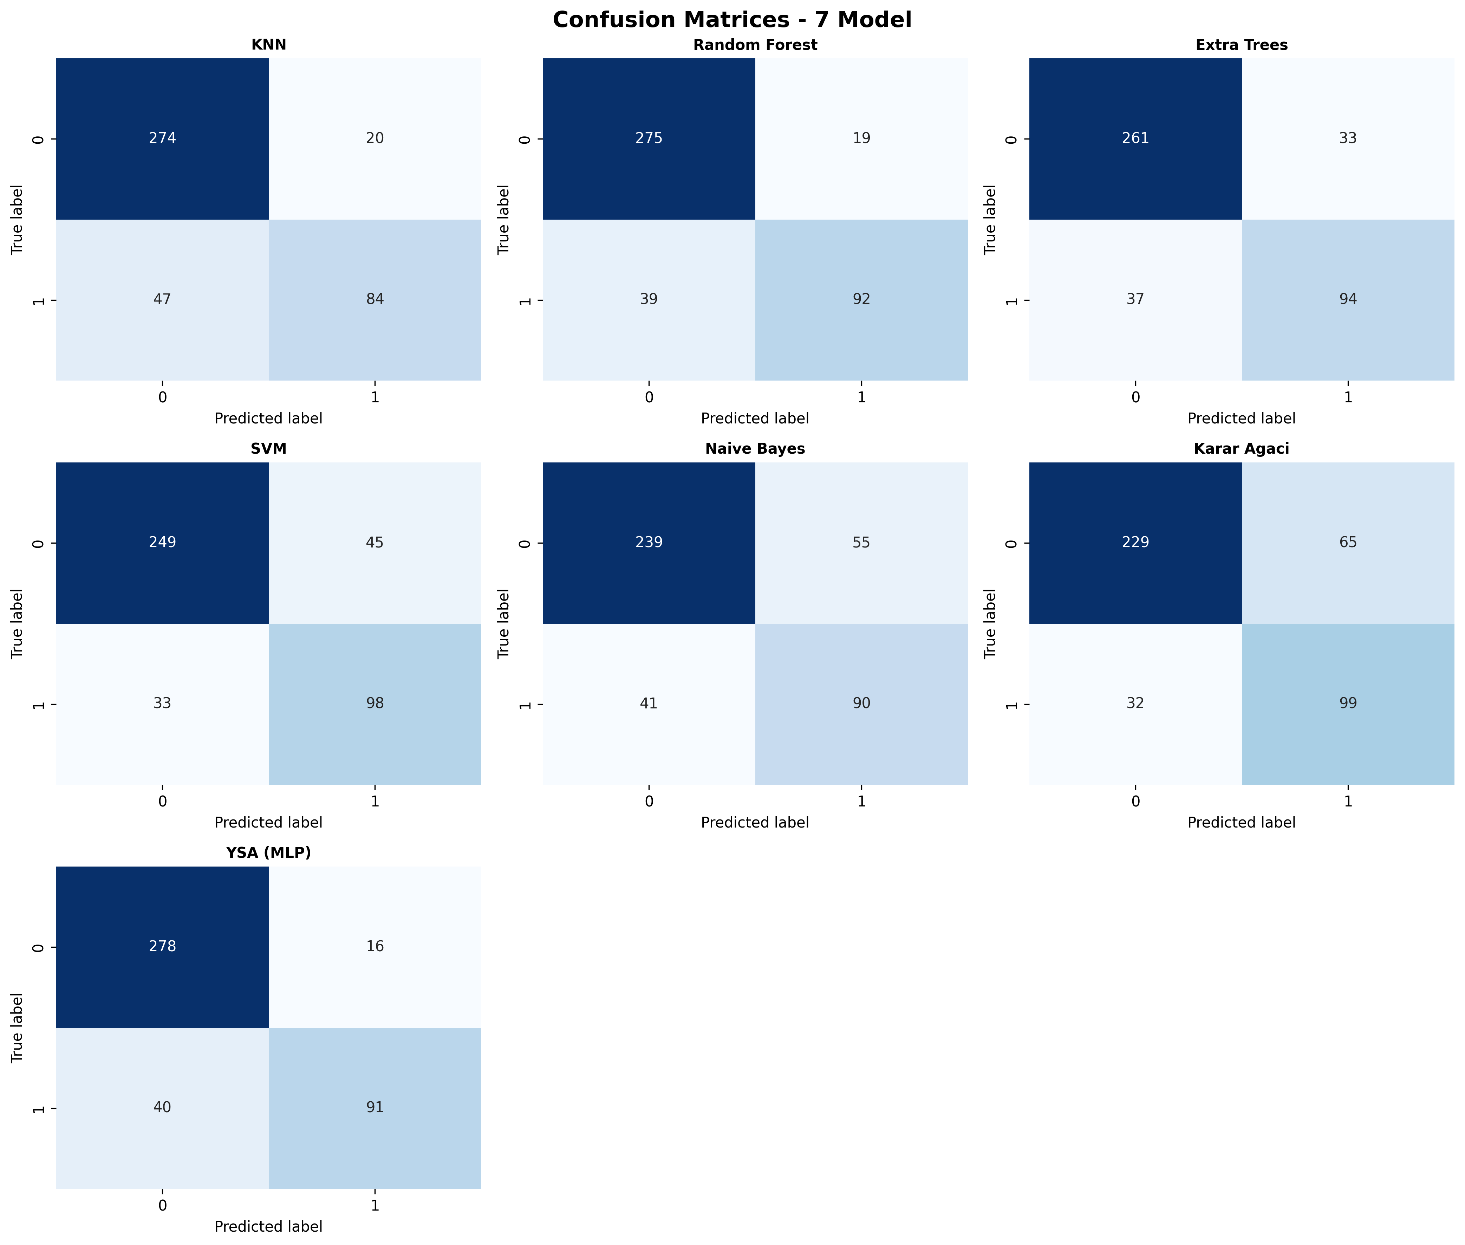 Confusion Matrices - 7 Model
KNN
Random Forest
Extra Trees
True label
0
274
20
1
47
84
0
1
Predicted label
True label
0
275
19
1
39
92
0
1
Predicted label
True label
0
261
33
1
37
94
0
1
Predicted label
SVM
Naive Bayes
Karar Agaci
True label
0
249
45
1
33
98
0
1
Predicted label
True label
0
239
55
1
41
90
0
1
Predicted label
True label
0
229
65
1
32
99
0
1
Predicted label
YSA (MLP)
True label
0
278
16
1
40
91
0
1
Predicted label